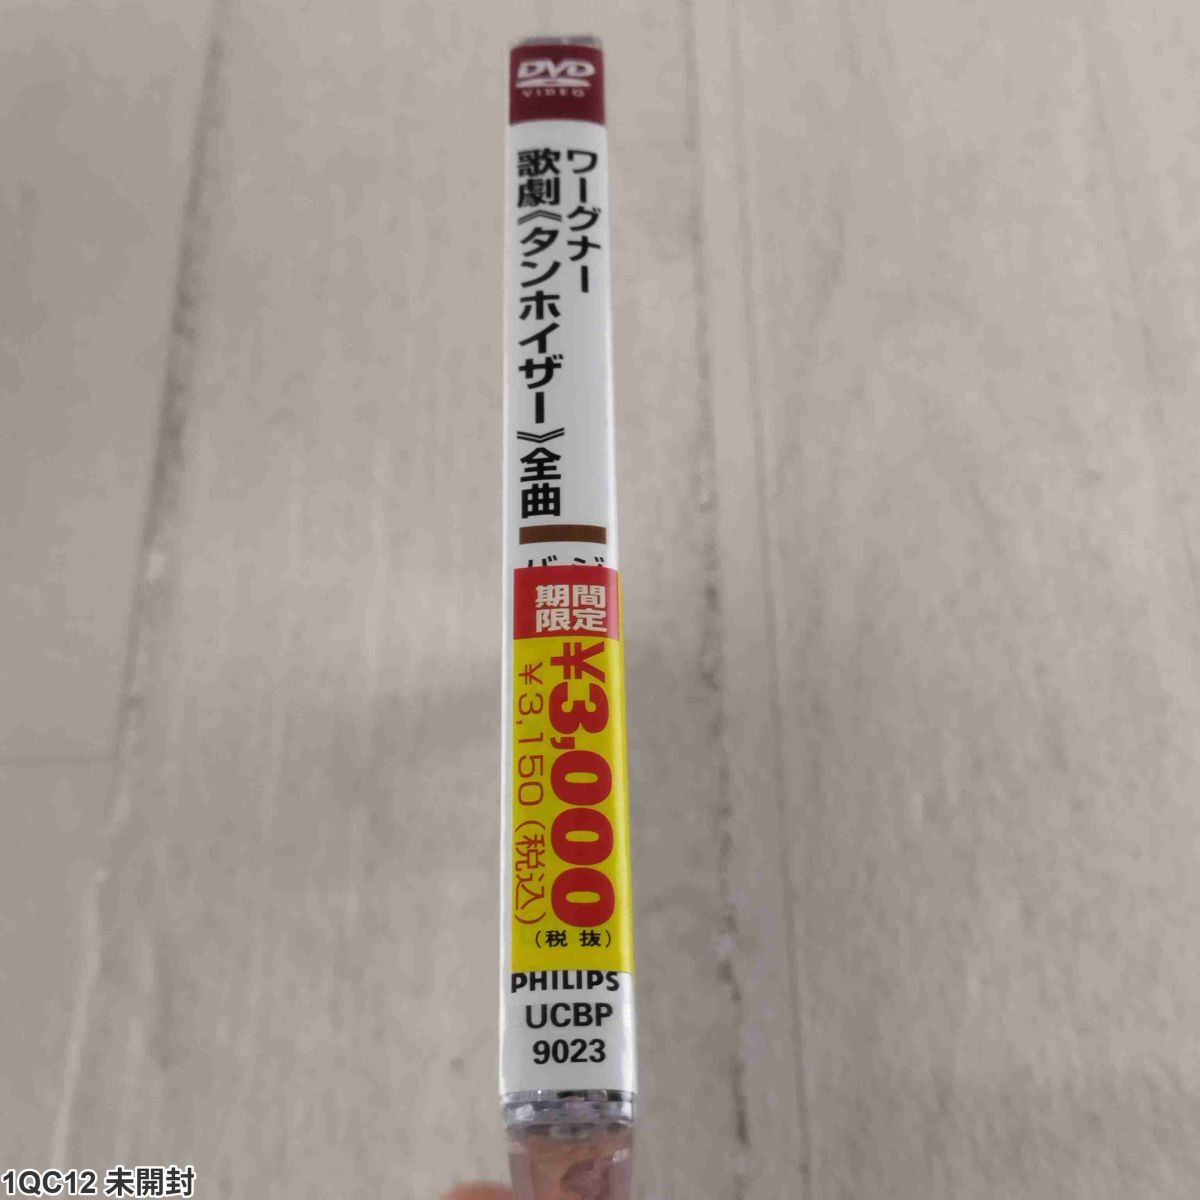 DVD
VIDEO
ワーグナー
歌劇《タンホイザー》全曲
期間
限定
¥3,000
(税抜)
¥3,150(税込)
PHILIPS
UCBP
9023
1QC12 未開封